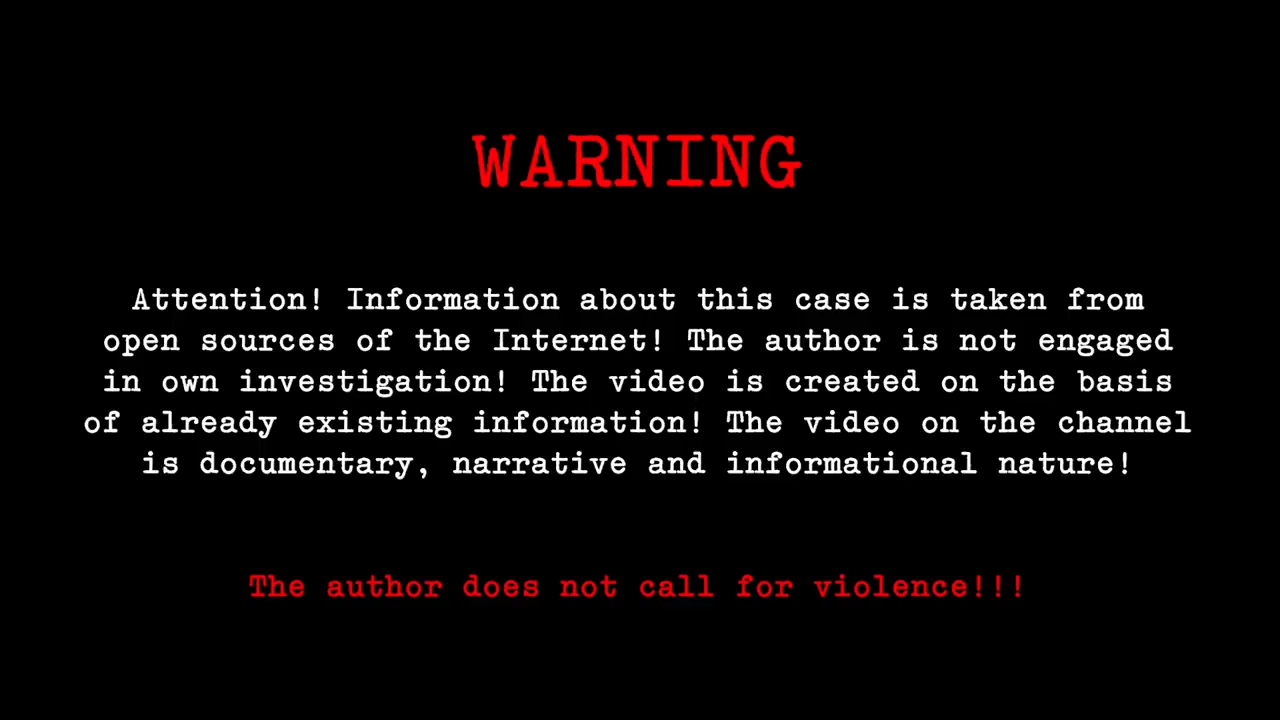 WARNING
Attention! Information about this case is taken from
open sources of the Internet! The author is not engaged
in own investigation! The video is created on the basis
of already existing information! The video on the channel
is documentary, narrative and informational nature!
The author does not call for violence!!!